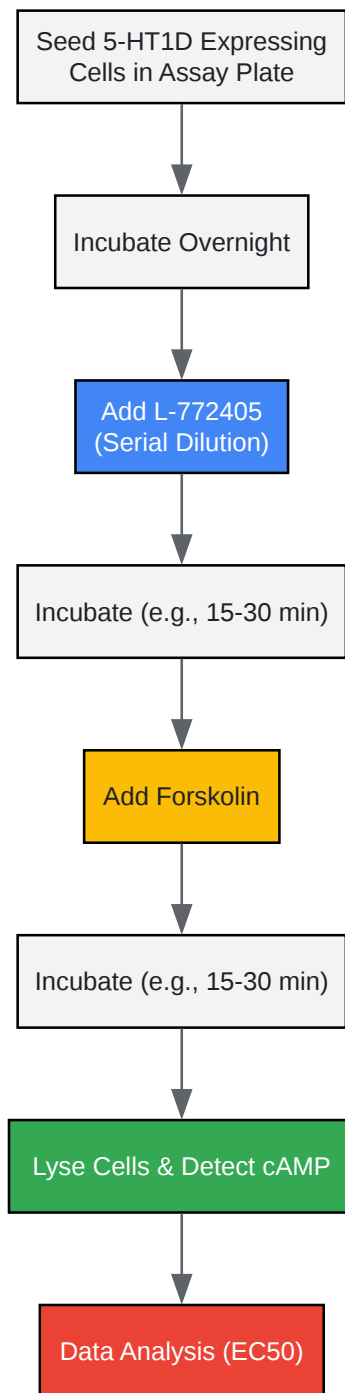 Seed 5-HT1D Expressing
Cells in Assay Plate
Incubate Overnight
Add L-772405
(Serial Dilution)
Incubate (e.g., 15-30 min)
Add Forskolin
Incubate (e.g., 15-30 min)
Lyse Cells & Detect cAMP
Data Analysis (EC50)